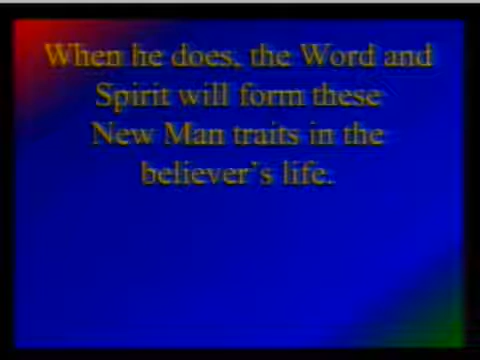 When he does, the Word and
Spirit will form these
New Man traits in the
believer's life.